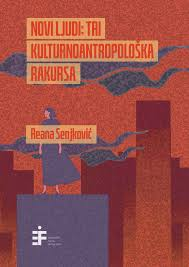 NOVI LJUDI: TRI
KULTURNOANTROPOLOŠKA
RAKURSA
Reana Senjković